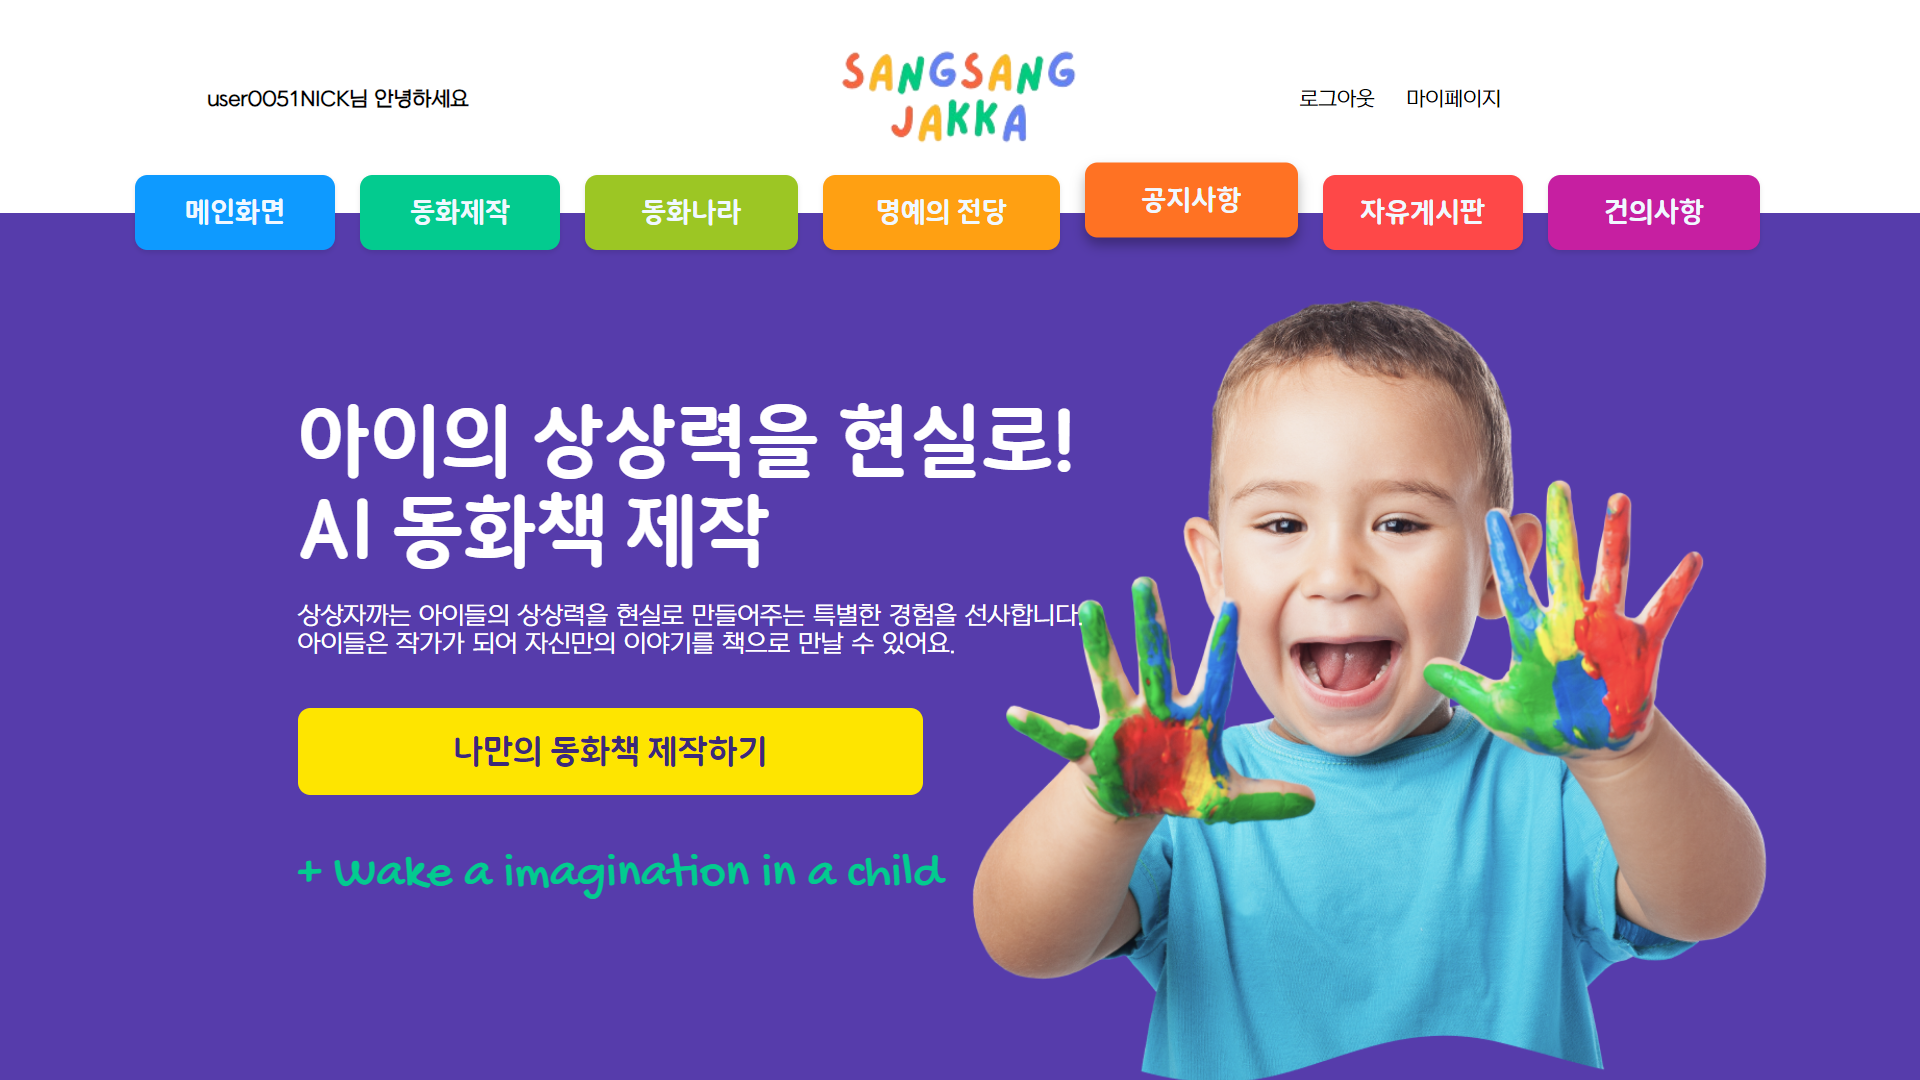 user0051NICK님 안녕하세요
SANGSANG
JAKKA
로그아웃 마이페이지
메인화면 동화제작 동화나라 명예의 전당 공지사항 자유게시판 건의사항
아이의 상상력을 현실로!
AI 동화책 제작
상상자까는 아이들의 상상력을 현실로 만들어주는 특별한 경험을 선사합니다.
아이들은 작가가 되어 자신만의 이야기를 책으로 만날 수 있어요.
나만의 동화책 제작하기
+ Wake a imagination in a child